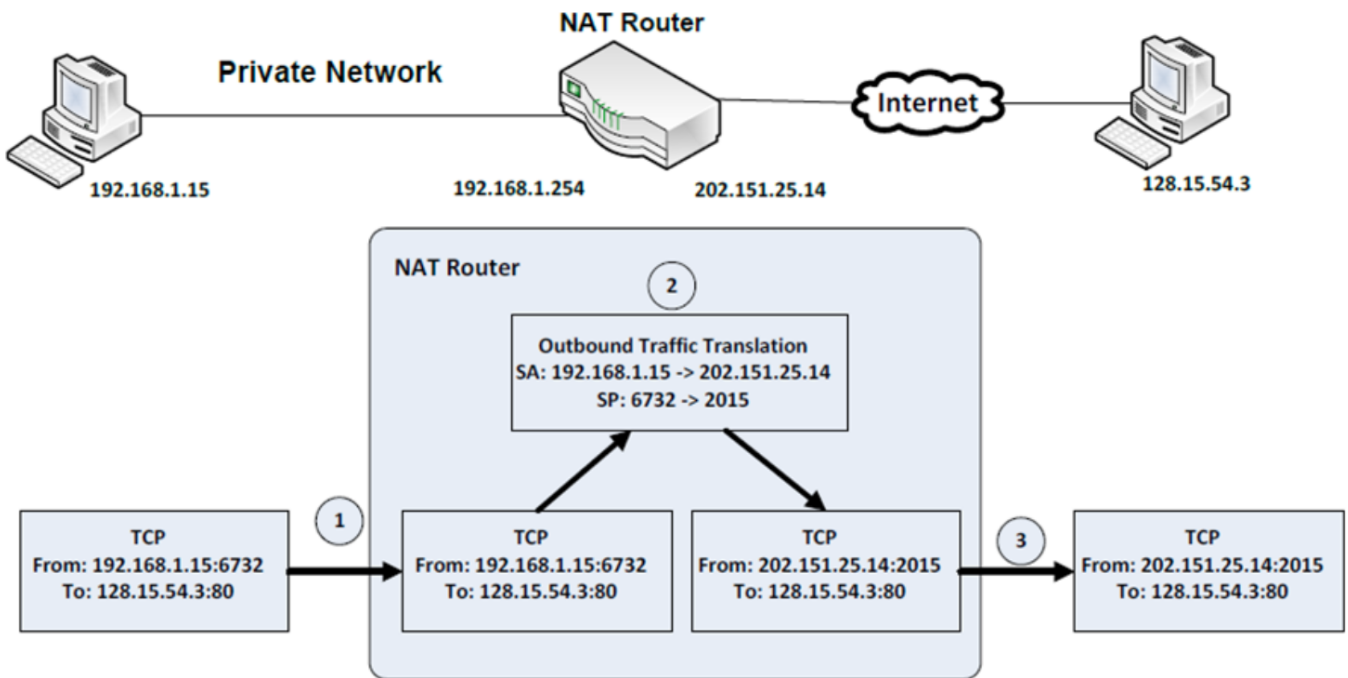 NAT Router
Private Network
Internet
192.168.1.15
192.168.1.254
202.151.25.14
128.15.54.3
NAT Router
2
Outbound Traffic Translation
SA: 192.168.1.15 -> 202.151.25.14
SP: 6732 -> 2015
TCP
From: 192.168.1.15:6732
To: 128.15.54.3:80
1
TCP
From: 192.168.1.15:6732
To: 128.15.54.3:80
TCP
From: 202.151.25.14:2015
To: 128.15.54.3:80
3
TCP
From: 202.151.25.14:2015
To: 128.15.54.3:80